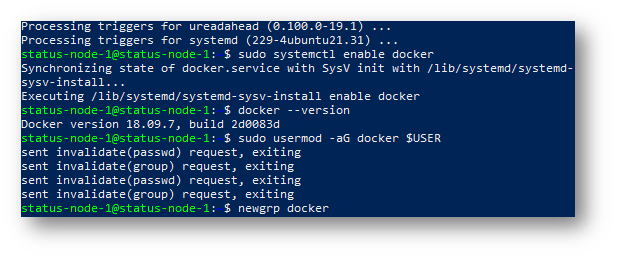 Processing triggers for ureadahead (0.100.0-19.1) ...
Processing triggers for systemd (229-4ubuntu21.31) ...
status-node-1@status-node-1:~$ sudo systemctl enable docker
Synchronizing state of docker.service with SysV init with /lib/systemd/systemd-
sysv-install...
Executing /lib/systemd/systemd-sysv-install enable docker
status-node-1@status-node-1:~$ docker --version
Docker version 18.09.7, build 2d0083d
status-node-1@status-node-1:~$ sudo usermod -aG docker $USER
sent invalidate(passwd) request, exiting
sent invalidate(group) request, exiting
sent invalidate(passwd) request, exiting
sent invalidate(group) request, exiting
status-node-1@status-node-1:~$ newgrp docker